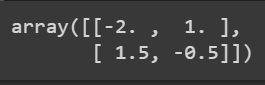 array([[-2. ,  1. ],
       [ 1.5, -0.5]])